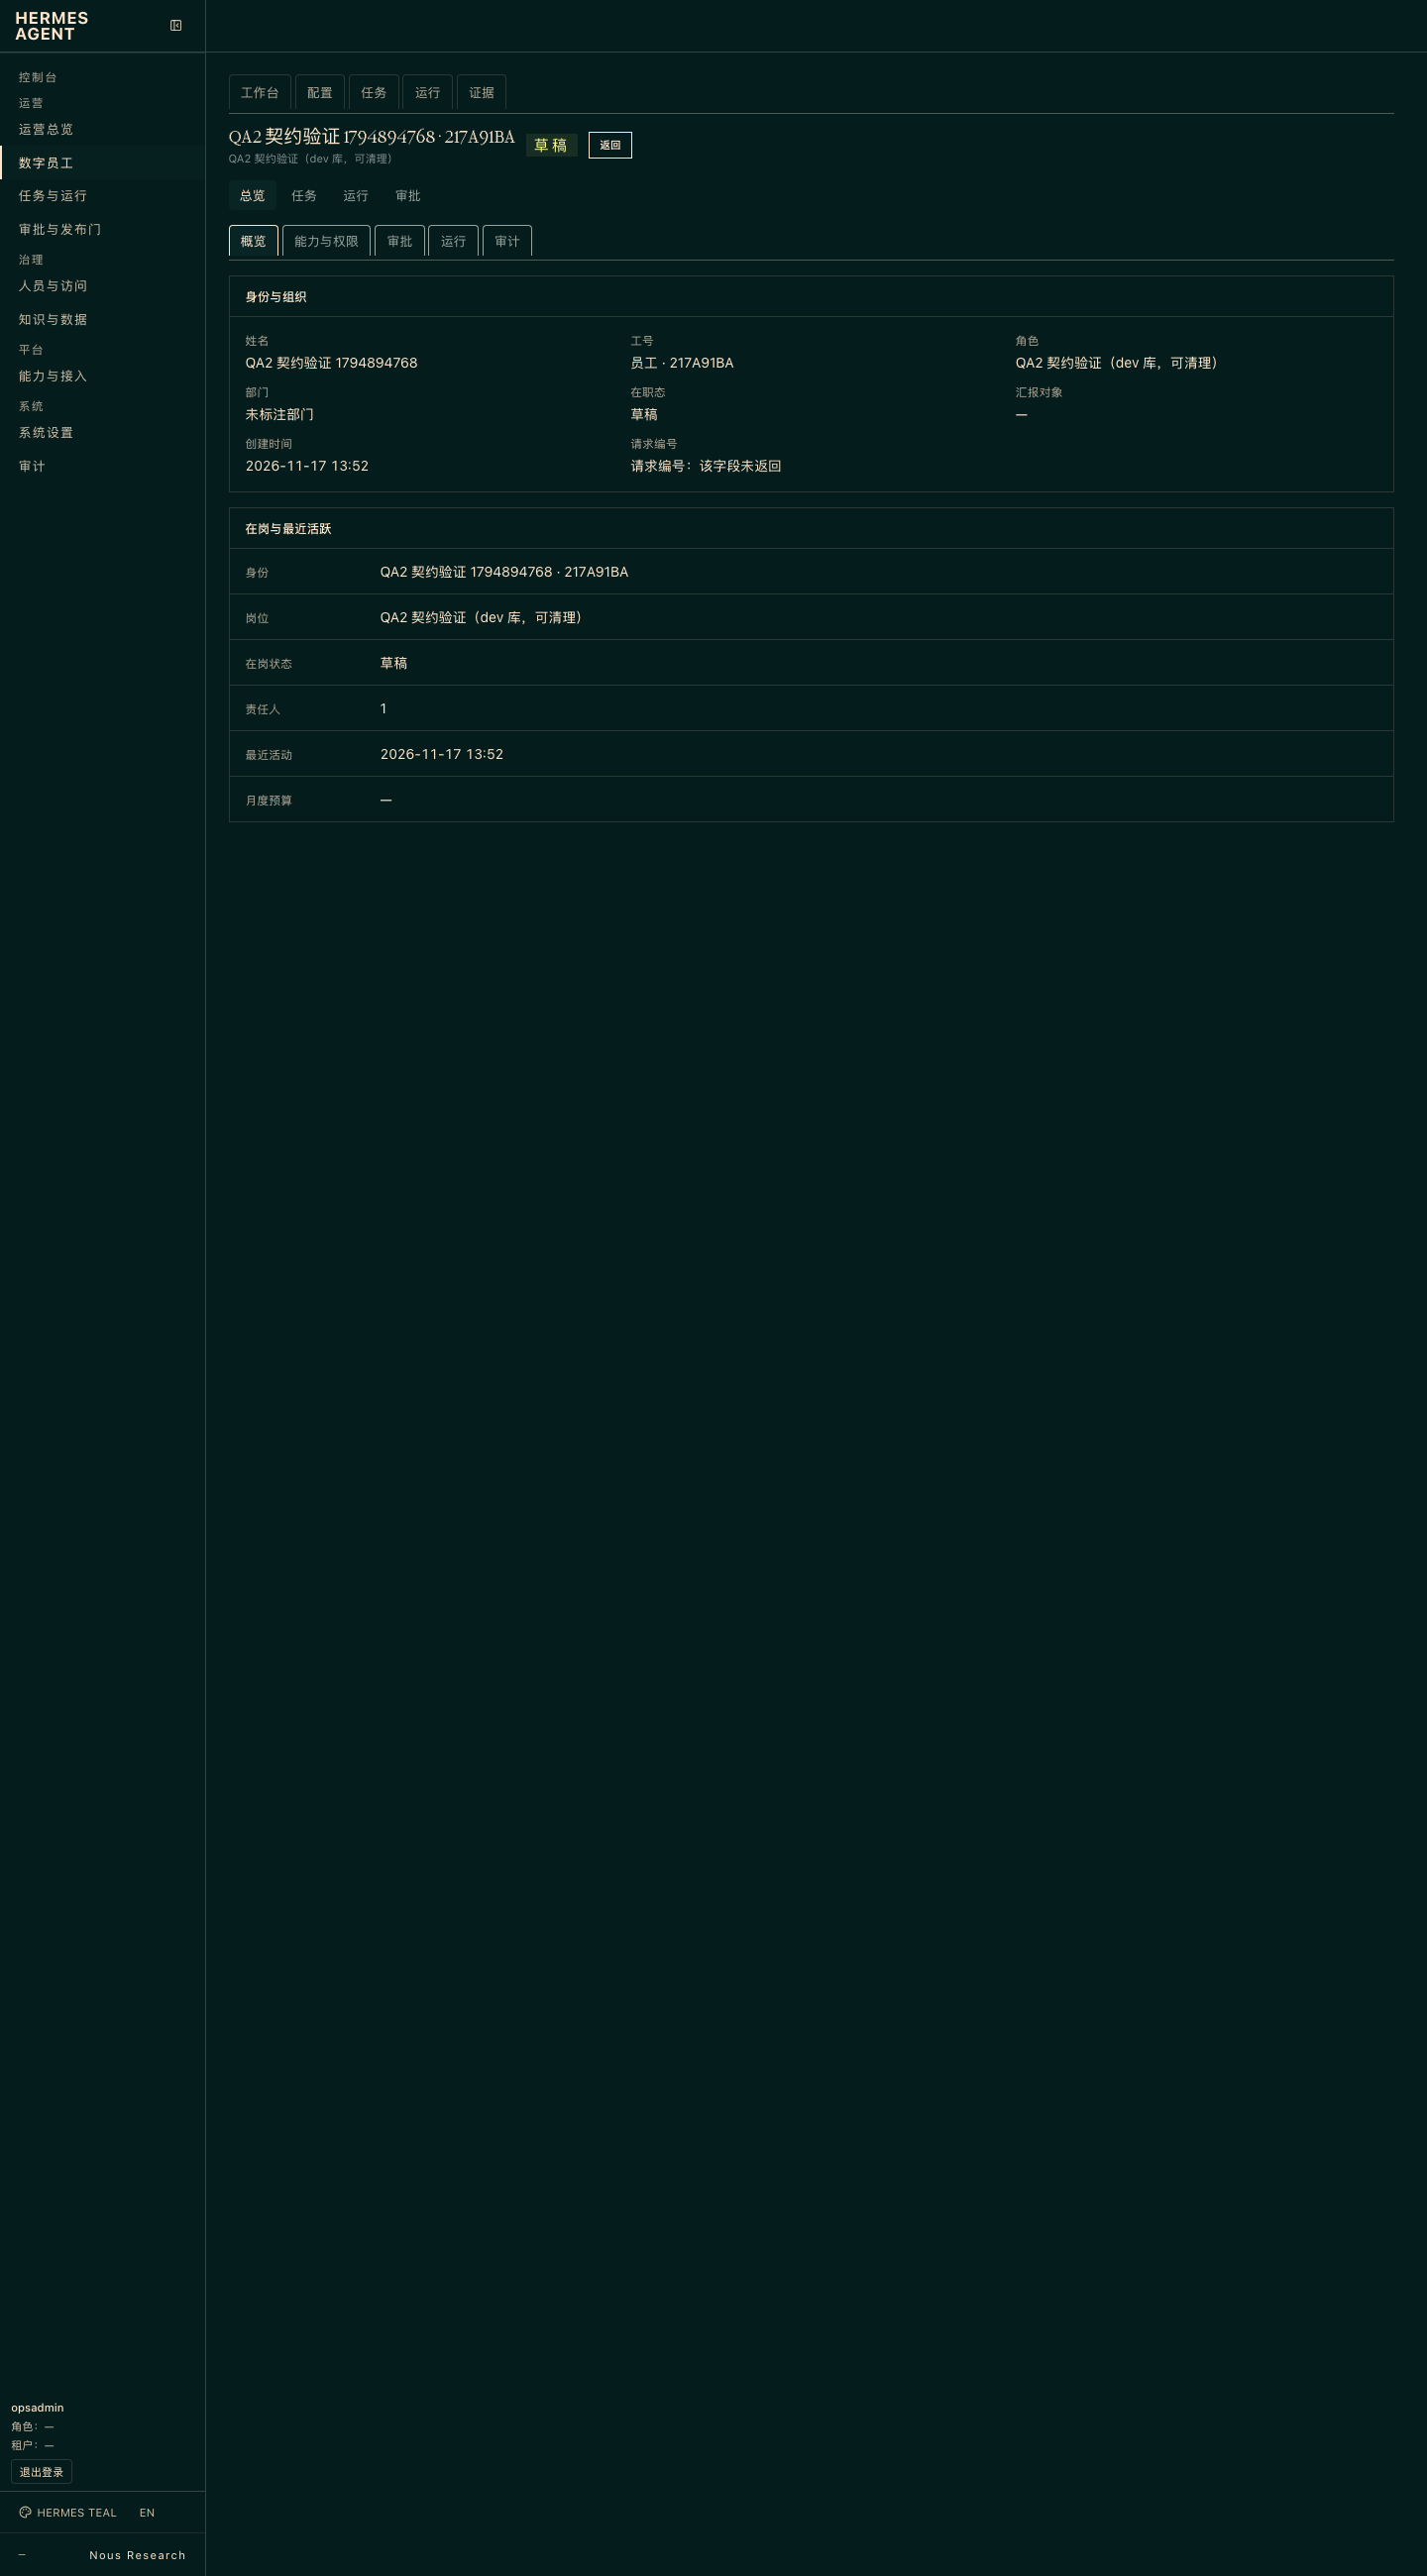 HERMES
AGENT
控制台
运营
运营总览
数字员工
任务与运行
审批与发布门
治理
人员与访问
知识与数据
平台
能力与接入
系统
系统设置
审计
工作台 配置 任务 运行 证据
QA2 契约验证 1794894768 · 217A91BA 草稿 返回
QA2 契约验证（dev 库，可清理）
总览 任务 运行 审批
概览 能力与权限 审批 运行 审计
身份与组织
姓名 工号 角色
QA2 契约验证 1794894768 员工 · 217A91BA QA2 契约验证（dev 库，可清理）
部门 在职态 汇报对象
未标注部门 草稿 —
创建时间 请求编号
2026-11-17 13:52 请求编号：该字段未返回
在岗与最近活跃
身份 QA2 契约验证 1794894768 · 217A91BA
岗位 QA2 契约验证（dev 库，可清理）
在岗状态 草稿
责任人 1
最近活动 2026-11-17 13:52
月度预算 —
opsadmin
角色：—
租户：—
退出登录
HERMES TEAL EN
— Nous Research